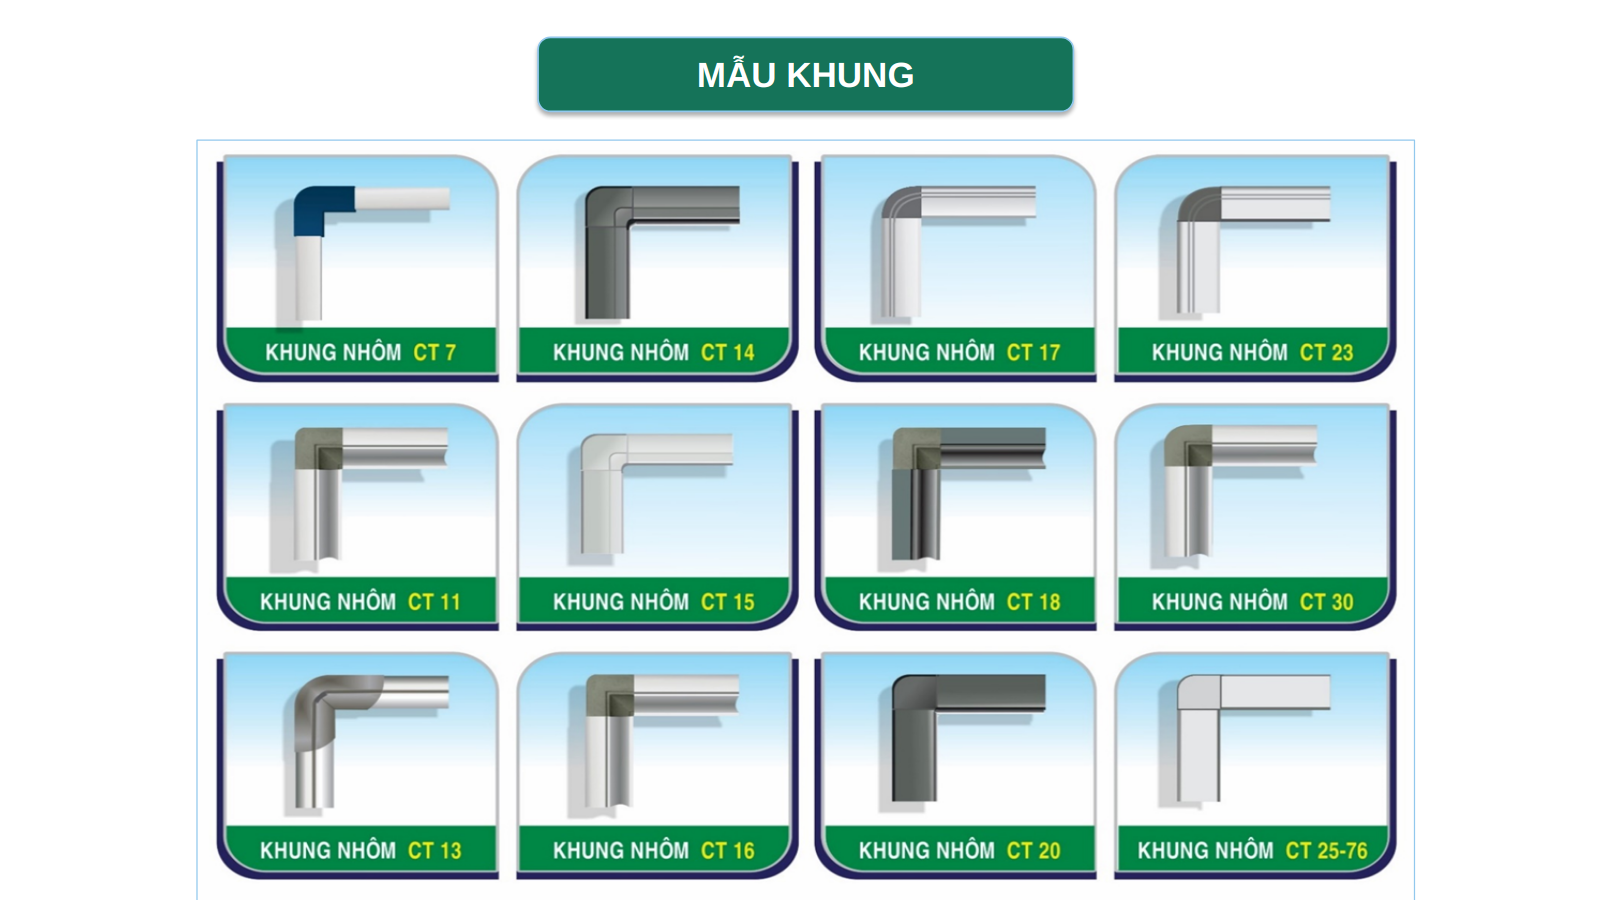 MẪU KHUNG
KHUNG NHÔM CT 7
KHUNG NHÔM CT 14
KHUNG NHÔM CT 17
KHUNG NHÔM CT 23
KHUNG NHÔM CT 11
KHUNG NHÔM CT 15
KHUNG NHÔM CT 18
KHUNG NHÔM CT 30
KHUNG NHÔM CT 13
KHUNG NHÔM CT 16
KHUNG NHÔM CT 20
KHUNG NHÔM CT 25-76